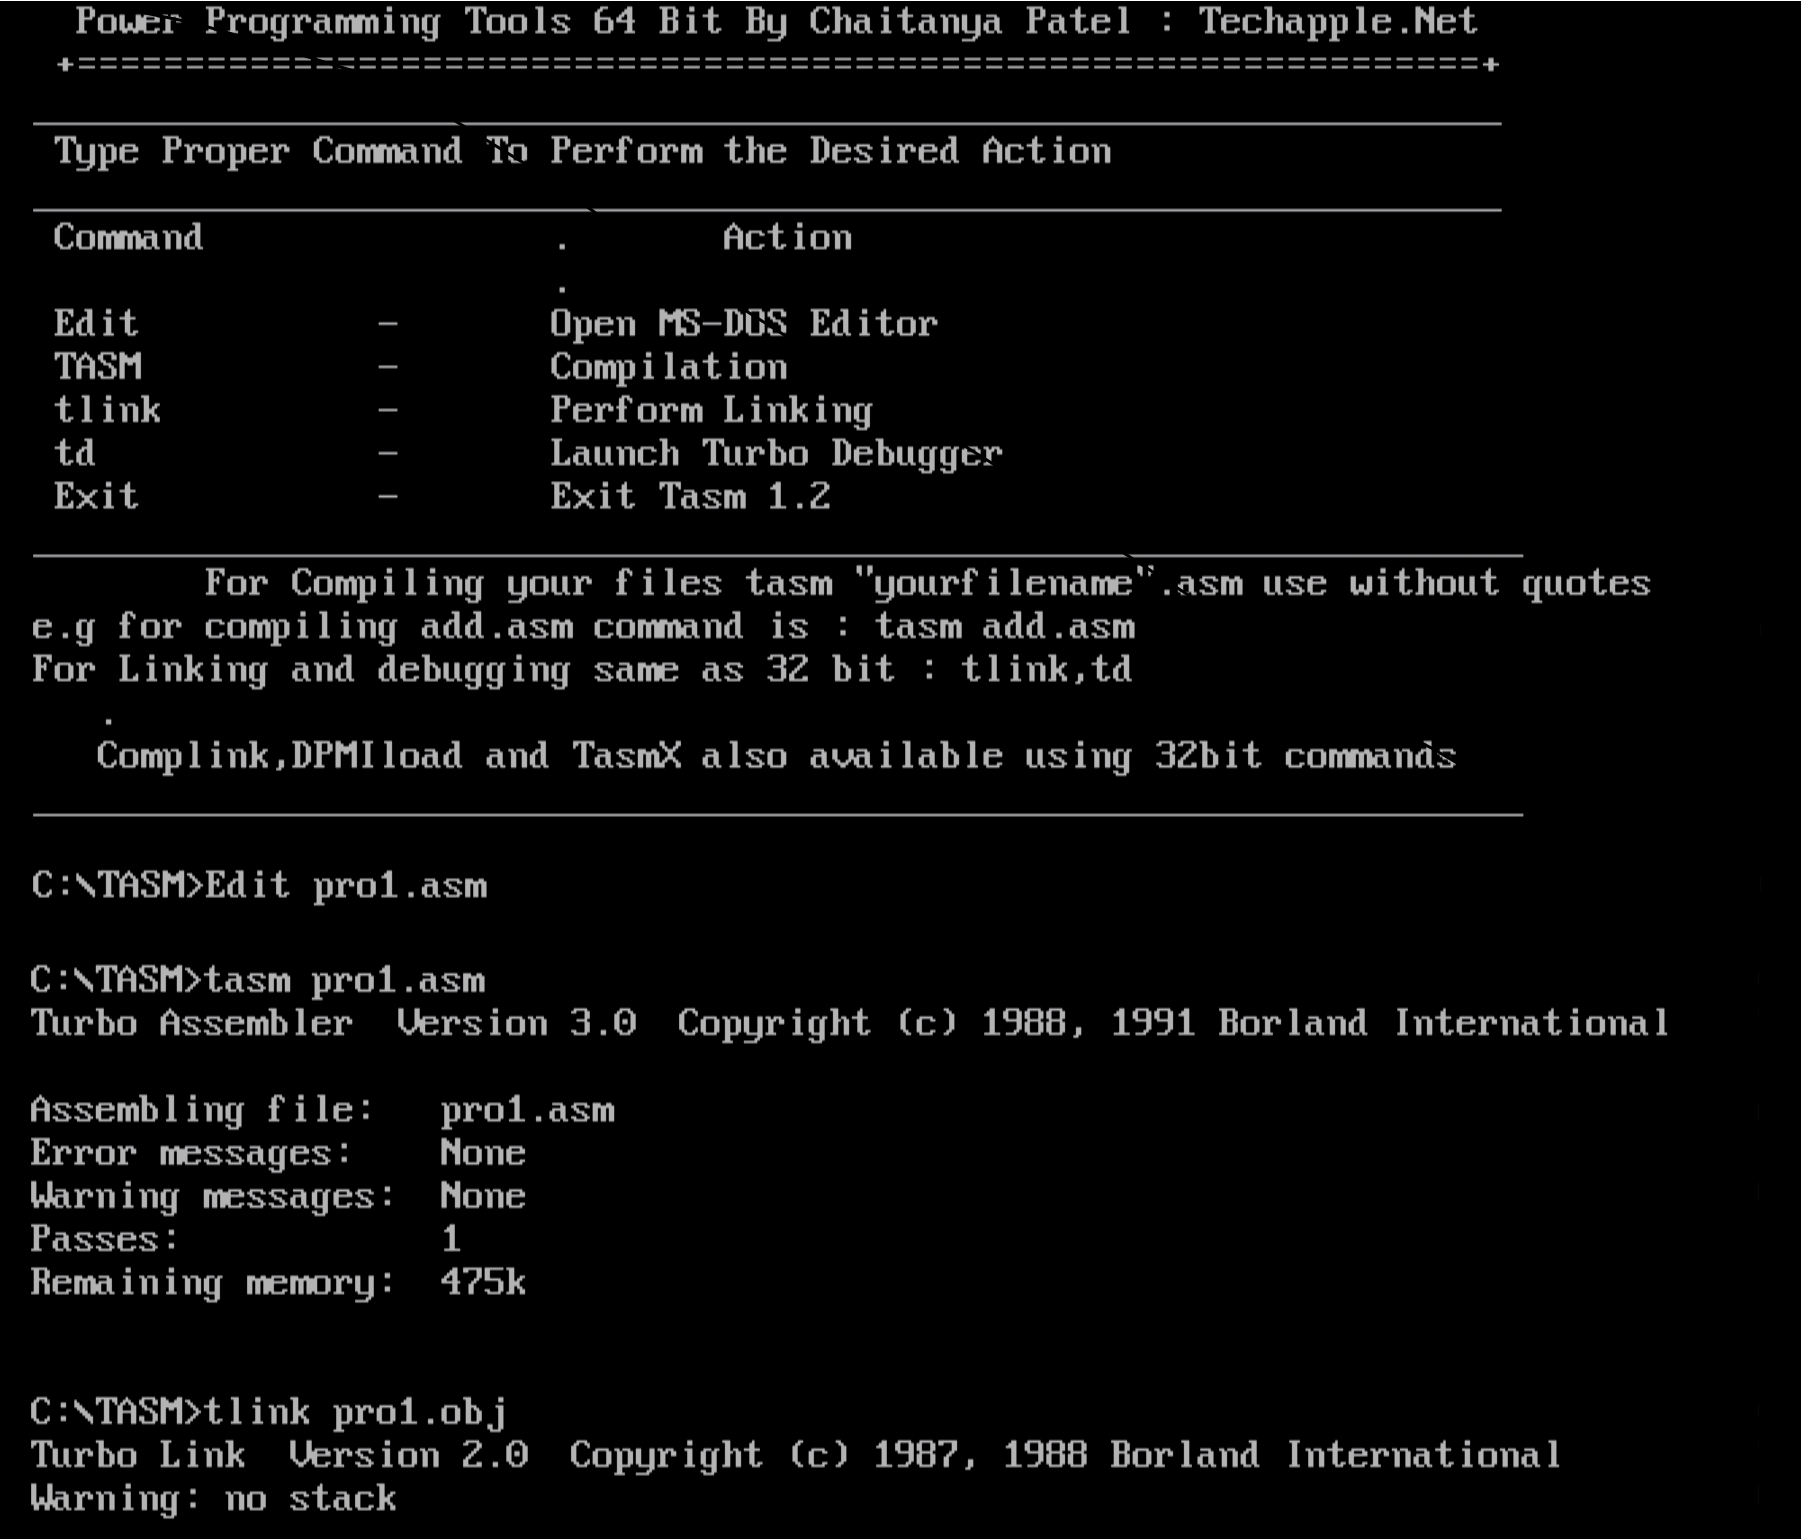 Power Programming Tools 64 Bit By Chaitanya Patel : Techapple.Net
+=================================================================+
Type Proper Command To Perform the Desired Action
Command . Action
.
Edit - Open MS-DOS Editor
TASM - Compilation
tlink - Perform Linking
td - Launch Turbo Debugger
Exit - Exit Tasm 1.2
For Compiling your files tasm "yourfilename".asm use without quotes
e.g for compiling add.asm command is : tasm add.asm
For Linking and debugging same as 32 bit : tlink,td
.
Complink,DPMIload and TasmX also available using 32bit commands
C:\TASM>Edit pro1.asm
C:\TASM>tasm pro1.asm
Turbo Assembler Version 3.0 Copyright (c) 1988, 1991 Borland International
Assembling file: pro1.asm
Error messages: None
Warning messages: None
Passes: 1
Remaining memory: 475k
C:\TASM>tlink pro1.obj
Turbo Link Version 2.0 Copyright (c) 1987, 1988 Borland International
Warning: no stack